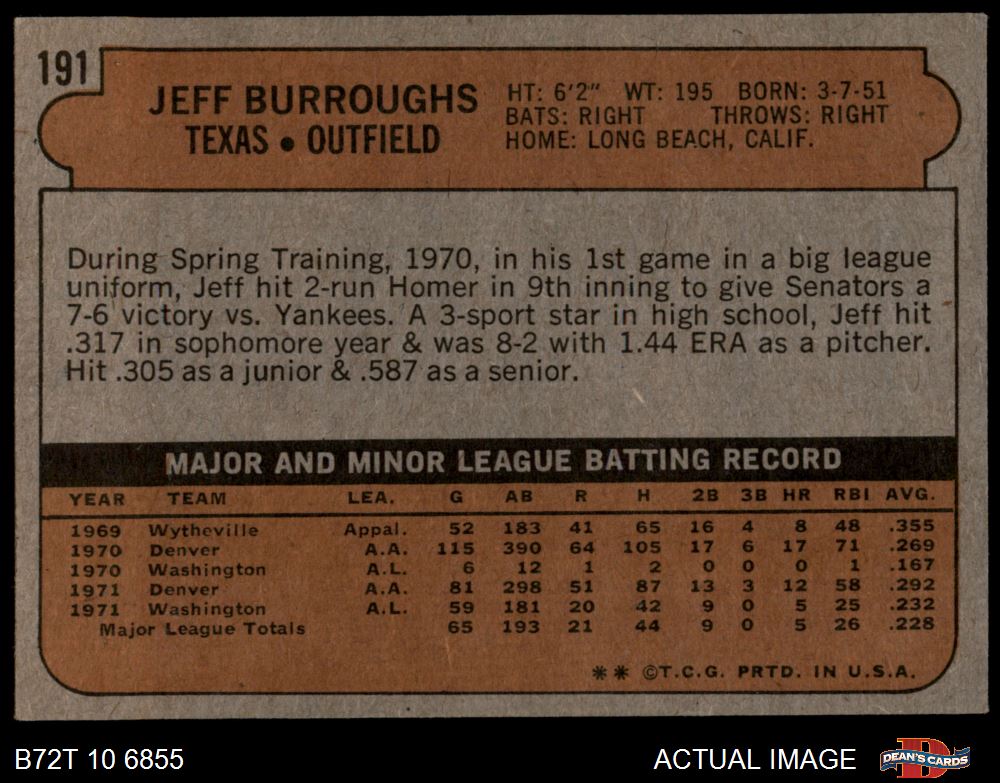 191
JEFF BURROUGHS
TEXAS • OUTFIELD
HT: 6'2" WT: 195 BORN: 3-7-51
BATS: RIGHT THROWS: RIGHT
HOME: LONG BEACH, CALIF.
During Spring Training, 1970, in his 1st game in a big league
uniform, Jeff hit 2-run Homer in 9th inning to give Senators a
7-6 victory vs. Yankees. A 3-sport star in high school, Jeff hit
.317 in sophomore year & was 8-2 with 1.44 ERA as a pitcher.
Hit .305 as a junior & .587 as a senior.
MAJOR AND MINOR LEAGUE BATTING RECORD
YEAR TEAM LEA. G AB R H 2B 3B HR RBI AVG.
1969 Wytheville Appal. 52 183 41 65 16 4 8 48 .355
1970 Denver A.A. 115 390 64 105 17 6 17 71 .269
1970 Washington A.L. 6 12 1 2 0 0 0 1 .167
1971 Denver A.A. 81 298 51 87 13 3 12 58 .292
1971 Washington A.L. 59 181 20 42 9 0 5 25 .232
Major League Totals 65 193 21 44 9 0 5 26 .228
** ©T.C.G. PRTD. IN U.S.A.
B72T 10 6855
ACTUAL IMAGE
D
DEAN'S CARDS